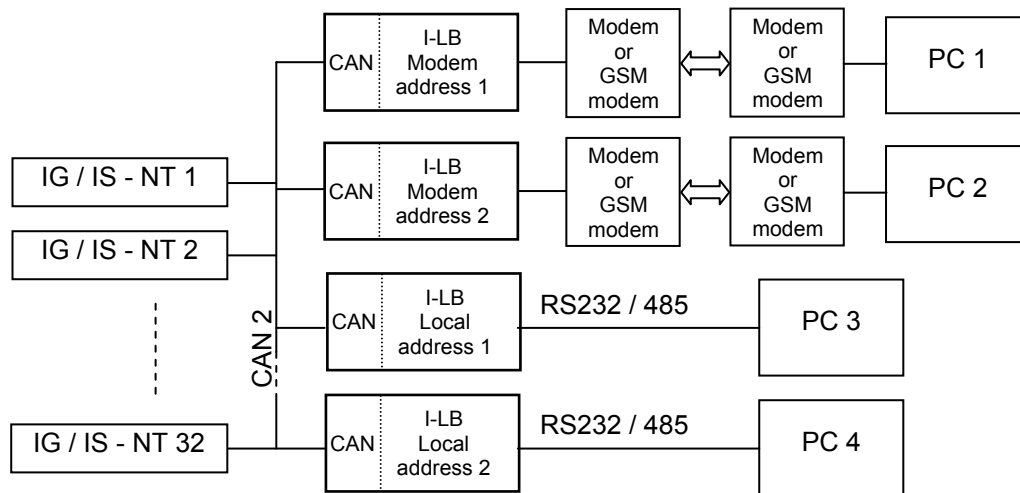 CAN
I-LB
Modem
address 1
Modem
or
GSM
modem
Modem
or
GSM
modem
PC 1
IG / IS - NT 1
CAN
I-LB
Modem
address 2
Modem
or
GSM
modem
Modem
or
GSM
modem
PC 2
IG / IS - NT 2
CAN 2
CAN
I-LB
Local
address 1
RS232 / 485
PC 3
IG / IS - NT 32
CAN
I-LB
Local
address 2
RS232 / 485
PC 4